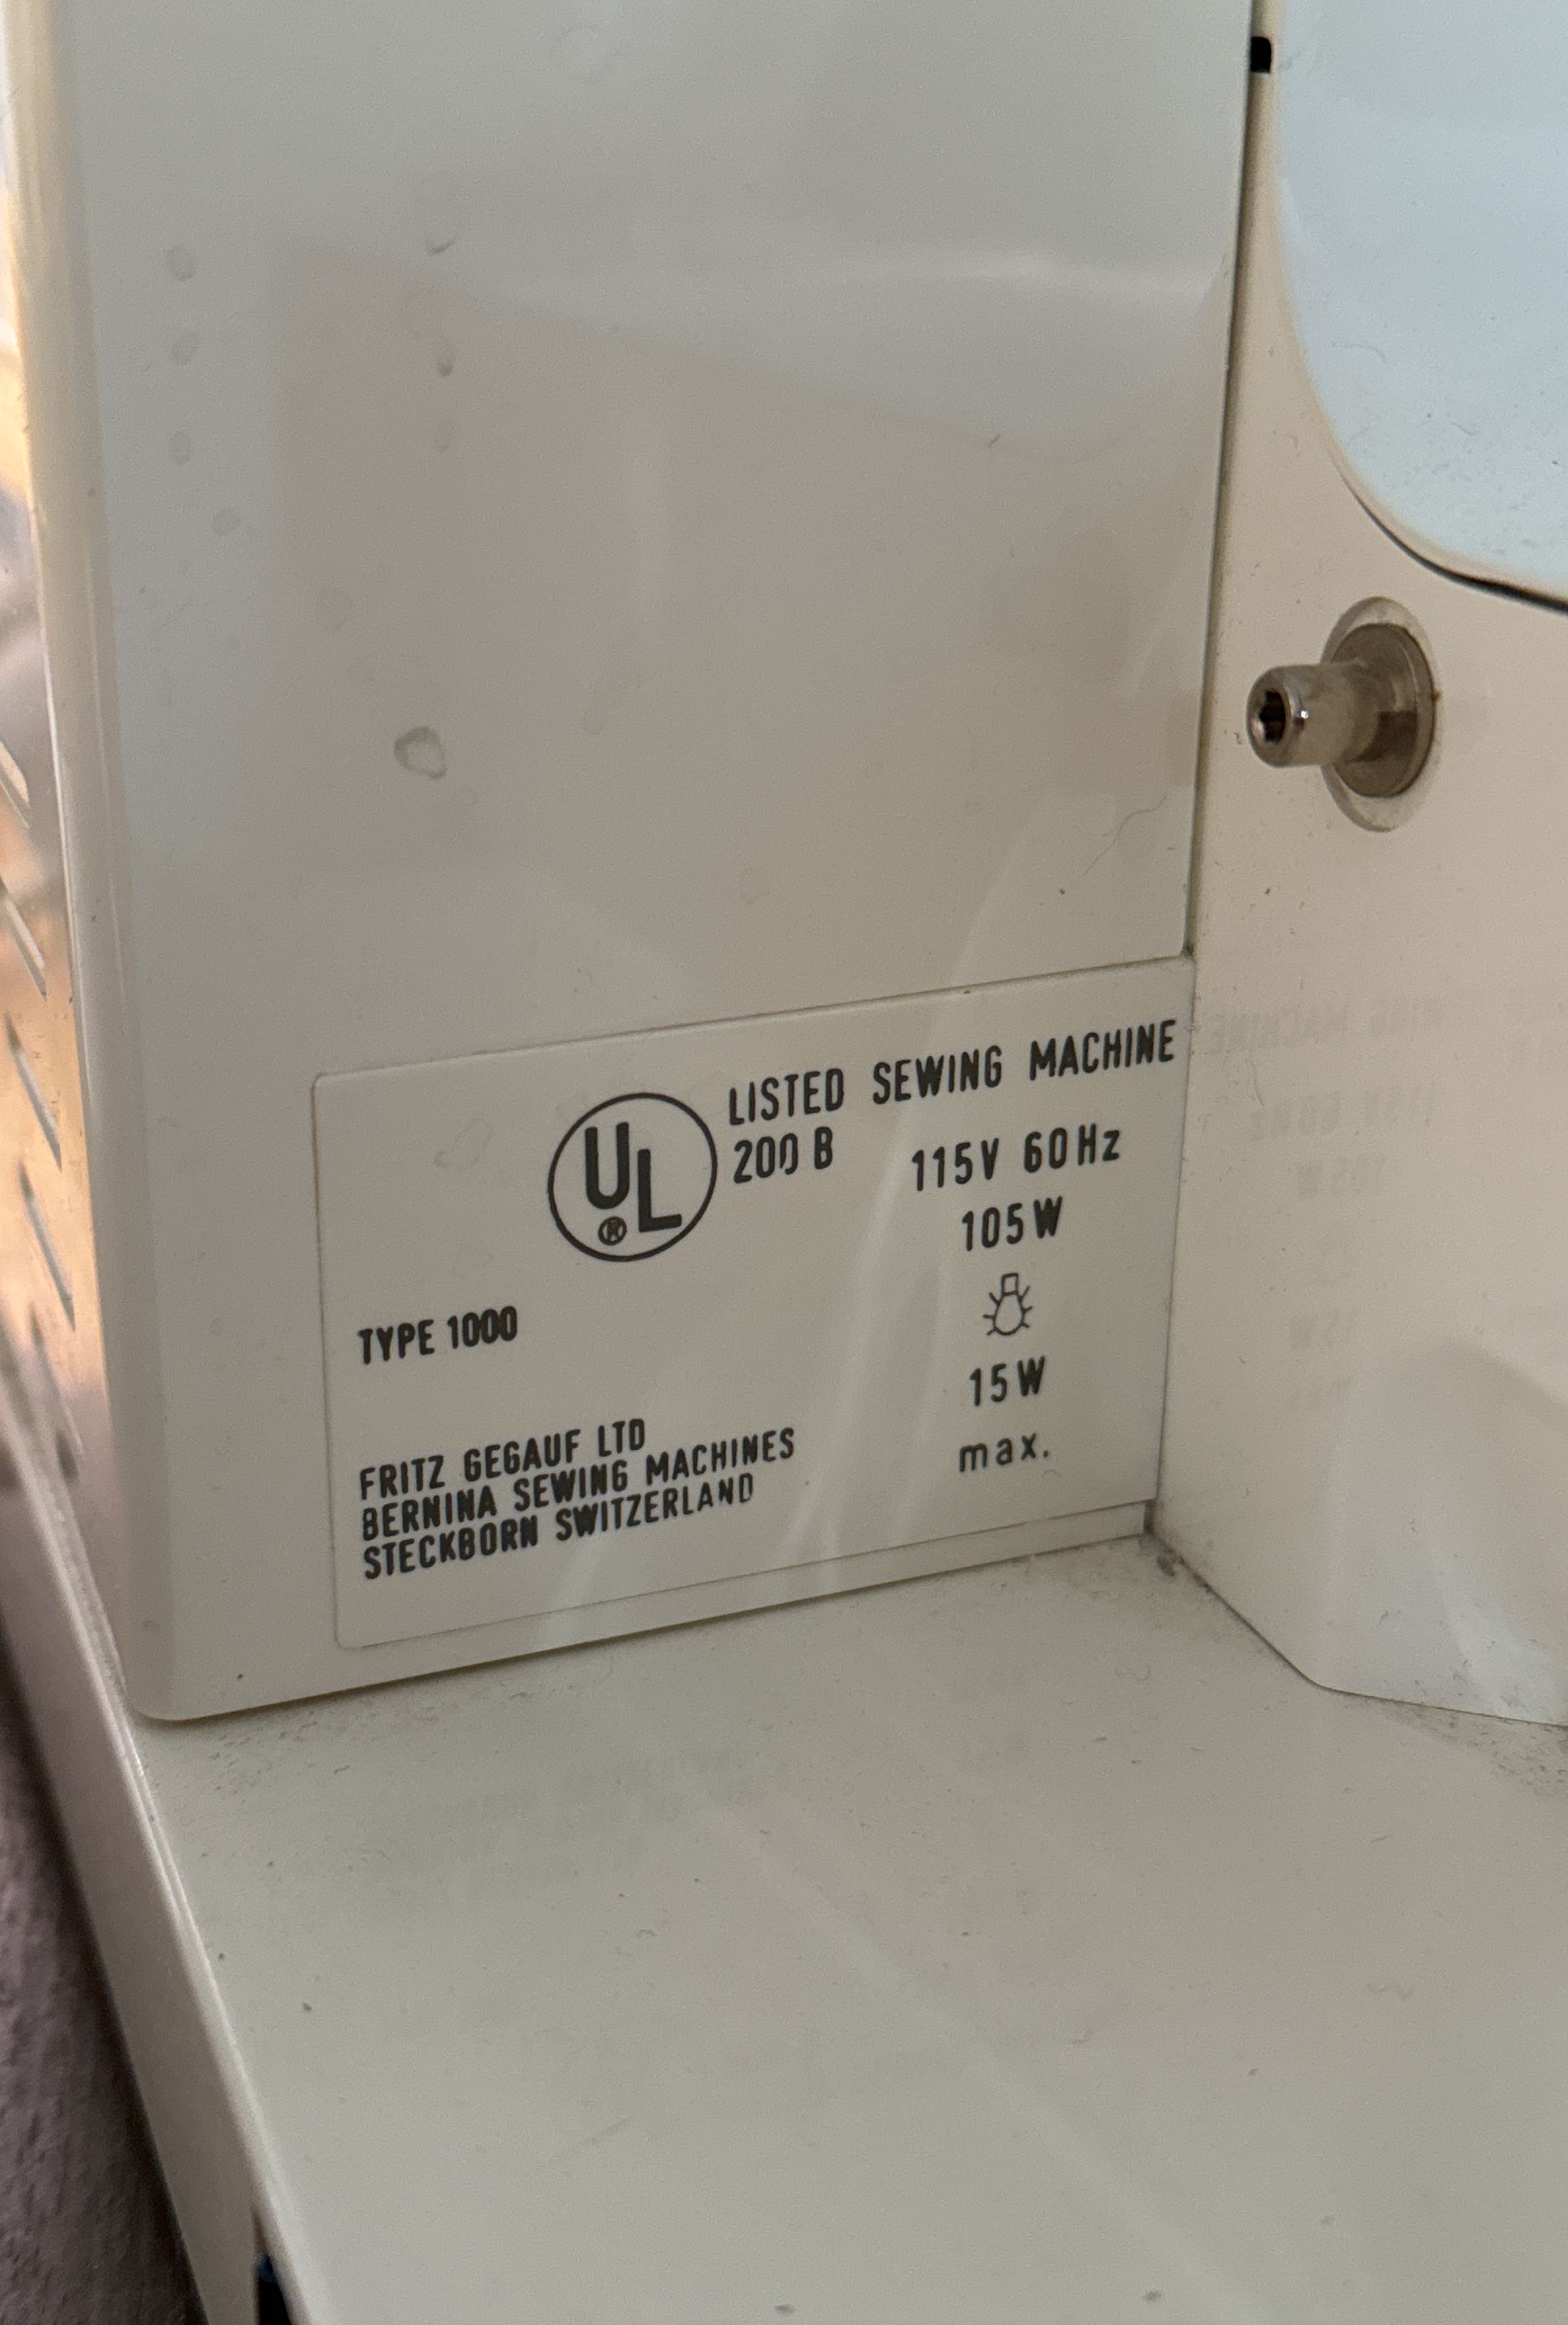 UL® LISTED SEWING MACHINE
200 B 115V 60Hz
105W
TYPE 1000
15W
max.
FRITZ GEGAUF LTD
BERNINA SEWING MACHINES
STECKBORN SWITZERLAND